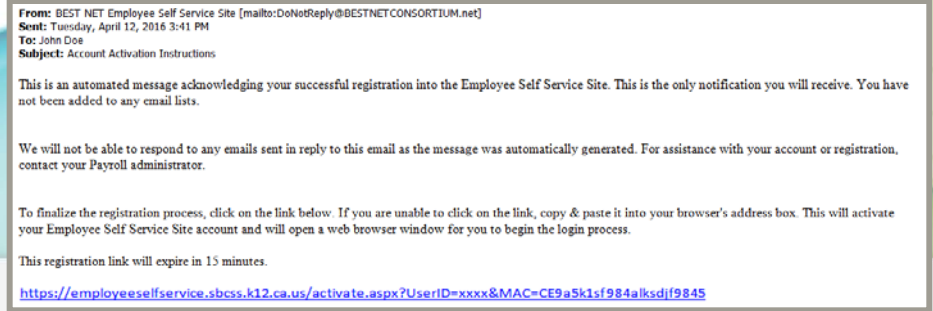 From: BEST NET Employee Self Service Site [mailto:DoNotReply@BESTNETCONSORTIUM.net]
Sent: Tuesday, April 12, 2016 3:41 PM
To: John Doe
Subject: Account Activation Instructions
This is an automated message acknowledging your successful registration into the Employee Self Service Site. This is the only notification you will receive. You have
not been added to any email lists.
We will not be able to respond to any emails sent in reply to this email as the message was automatically generated. For assistance with your account or registration,
contact your Payroll administrator.
To finalize the registration process, click on the link below. If you are unable to click on the link, copy & paste it into your browser's address box. This will activate
your Employee Self Service Site account and will open a web browser window for you to begin the login process.
This registration link will expire in 15 minutes.
https://employeeselfservice.sbcss.k12.ca.us/activate.aspx?UserID=xxxx&MAC=CE9a5k1sf984alksdjf9845